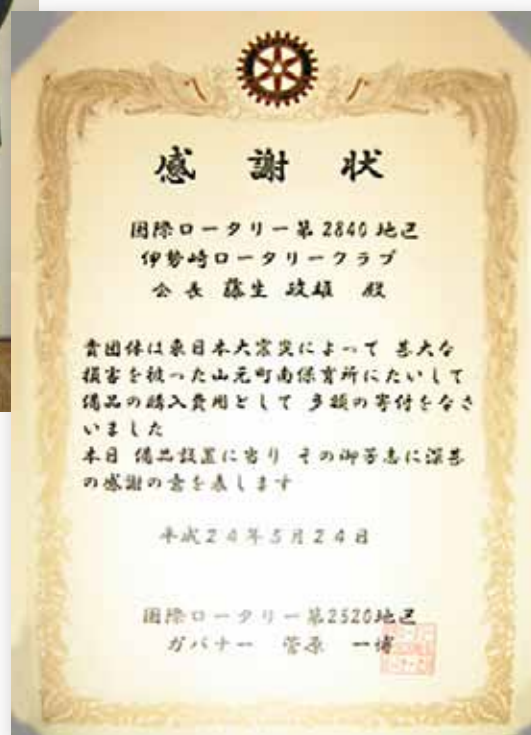 感謝状
国際ロータリー第2840地区
伊勢崎ロータリークラブ
会長 藤生 政雄 殿
貴団体は東日本大震災によって 甚大な
損害を被った山元町南保育所にたいして
備品の購入費用として 多額の寄付をなさ
いました
本日 備品設置に当り その御芳志に深甚
の感謝の意を表します
平成24年5月24日
国際ロータリー第2520地区
ガバナー 菅原 一博